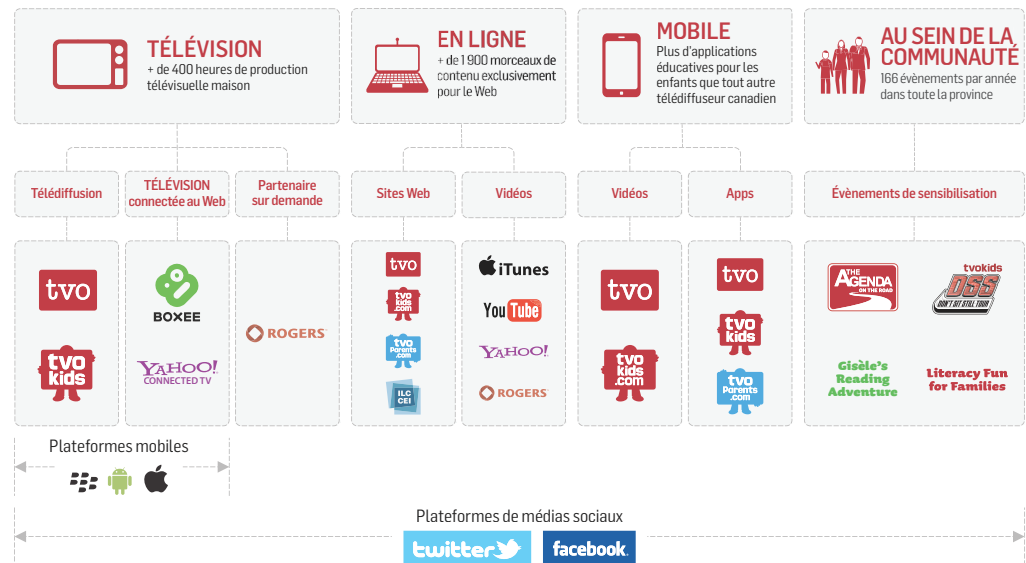 TÉLÉVISION
+ de 400 heures de production
télévisuelle maison
EN LIGNE
+ de 1 900 morceaux de
contenu exclusivement
pour le Web
MOBILE
Plus d'applications
éducatives pour les
enfants que tout autre
télédiffuseur canadien
AU SEIN DE LA
COMMUNAUTÉ
166 évènements par année
dans toute la province
Télédiffusion
TÉLÉVISION
connectée au Web
Partenaire
sur demande
Sites Web
Vidéos
Vidéos
Apps
Évènements de sensibilisation
tvo
tvo
kids
BOXEE
YAHOO!
CONNECTED TV
ROGERS
tvo
tvo
kids
.com
tvo
Parents
.com
ILC
CEI
iTunes
YouTube
YAHOO!
ROGERS
tvo
tvo
kids
.com
tvo
tvo
kids
tvo
Parents
.com
THE
AGENDA
ON THE ROAD
tvokids
DSS
DON'T SIT STILL TOUR
Gisèle's
Reading
Adventure
Literacy Fun
for Families
Plateformes mobiles
Plateformes de médias sociaux
twitter
facebook